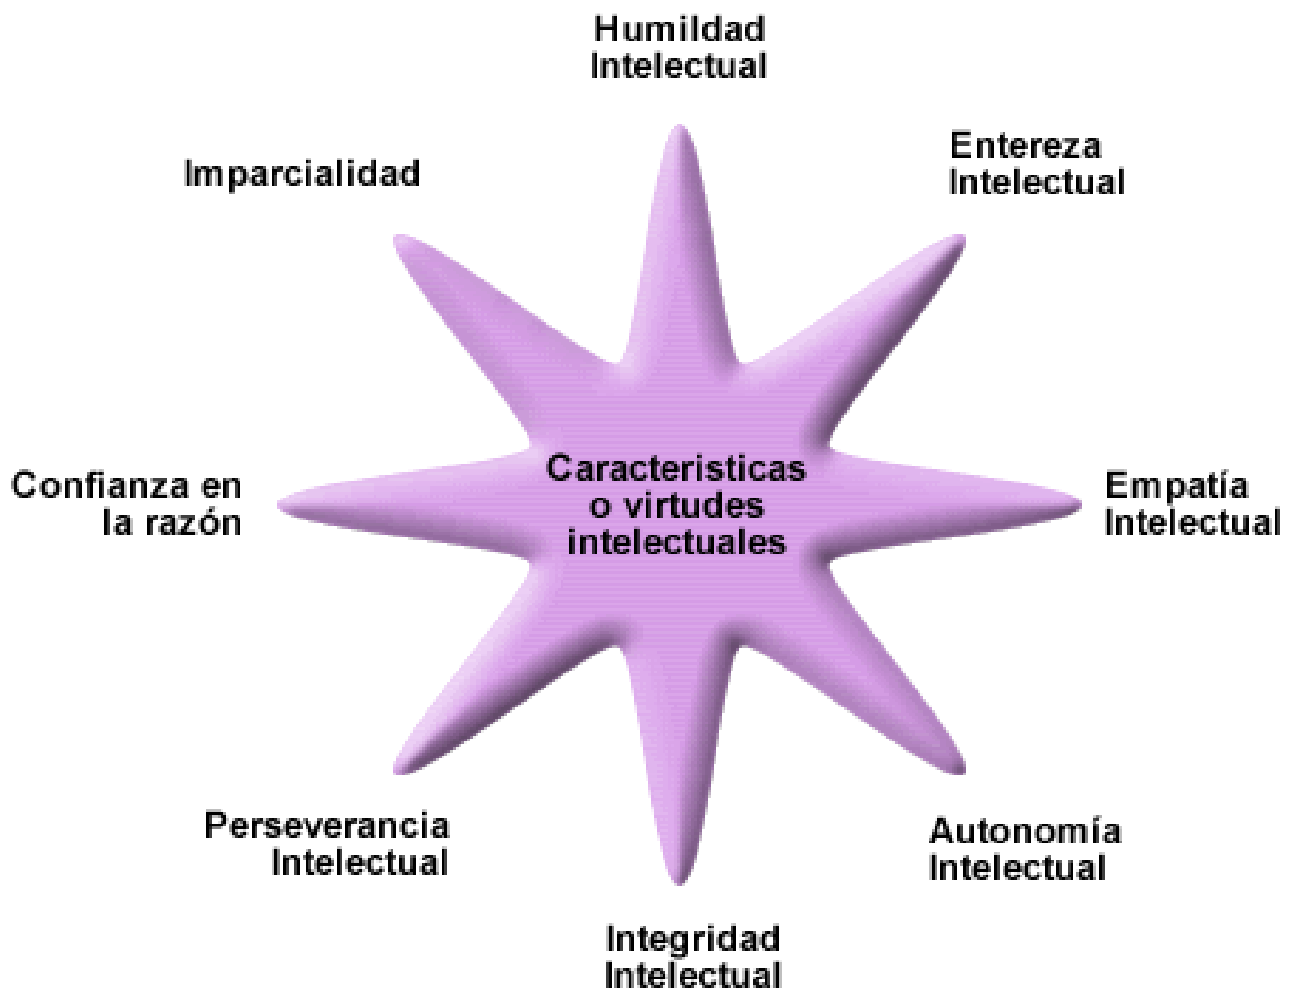 Humildad
Intelectual
Entereza
Intelectual
Imparcialidad
Caracteristicas
o virtudes
intelectuales
Confianza en
la razón
Empatía
Intelectual
Perseverancia
Intelectual
Autonomía
Intelectual
Integridad
Intelectual